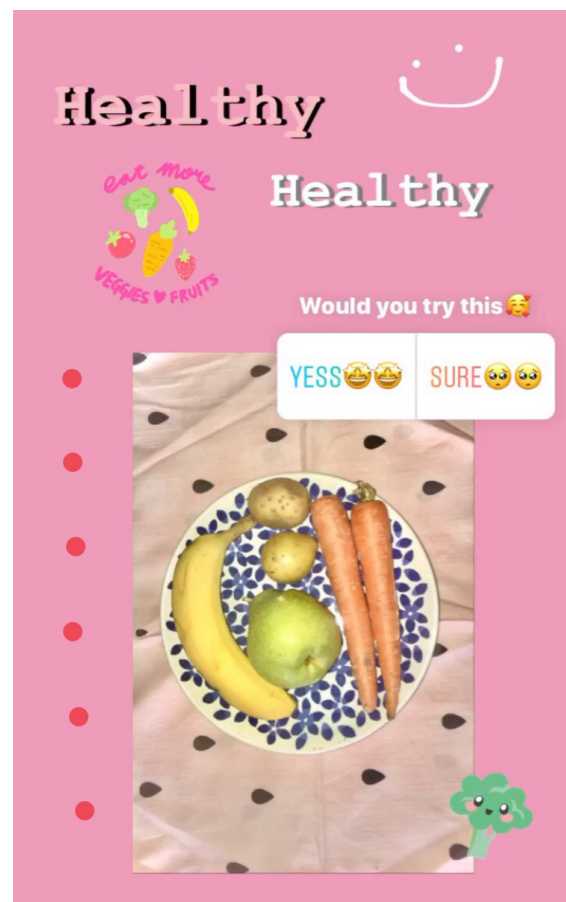 Healthy
eat more
VEGGIES ♥ FRUITS
Healthy
Would you try this🥰
YESS🤩🤩
SURE🥺🥺